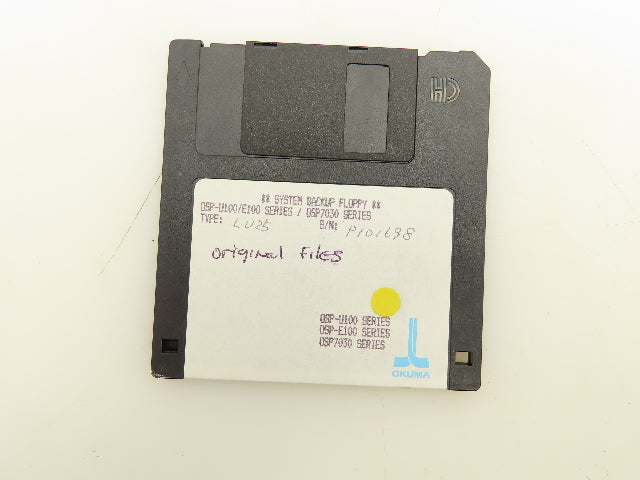 HD
** SYSTEM BACKUP FLOPPY **
OSP-U100/E100 SERIES / OSP7030 SERIES
TYPE: LU25 S/N: P101698
original Files
OSP-U100 SERIES
OSP-E100 SERIES
OSP7030 SERIES
OKUMA